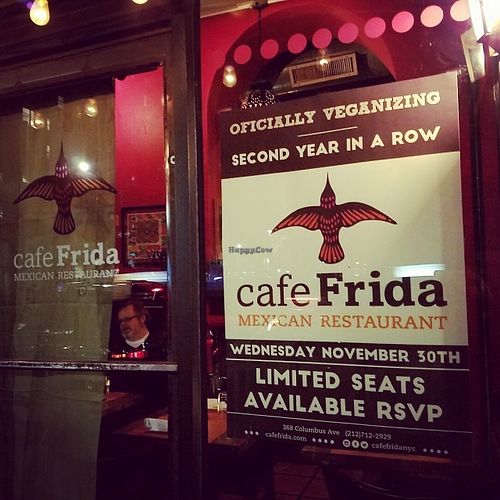 OFICIALLY VEGANIZING
SECOND YEAR IN A ROW
cafe Frida
MEXICAN RESTAURANT
HappyCow
cafe Frida
MEXICAN RESTAURANT
WEDNESDAY NOVEMBER 30TH
LIMITED SEATS
AVAILABLE RSVP
368 Columbus Ave (212)712-2929
cafefrida.com cafefridanyc